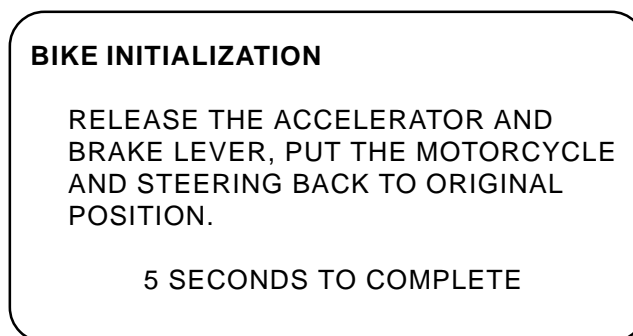 BIKE INITIALIZATION
RELEASE THE ACCELERATOR AND
BRAKE LEVER, PUT THE MOTORCYCLE
AND STEERING BACK TO ORIGINAL
POSITION.
5 SECONDS TO COMPLETE